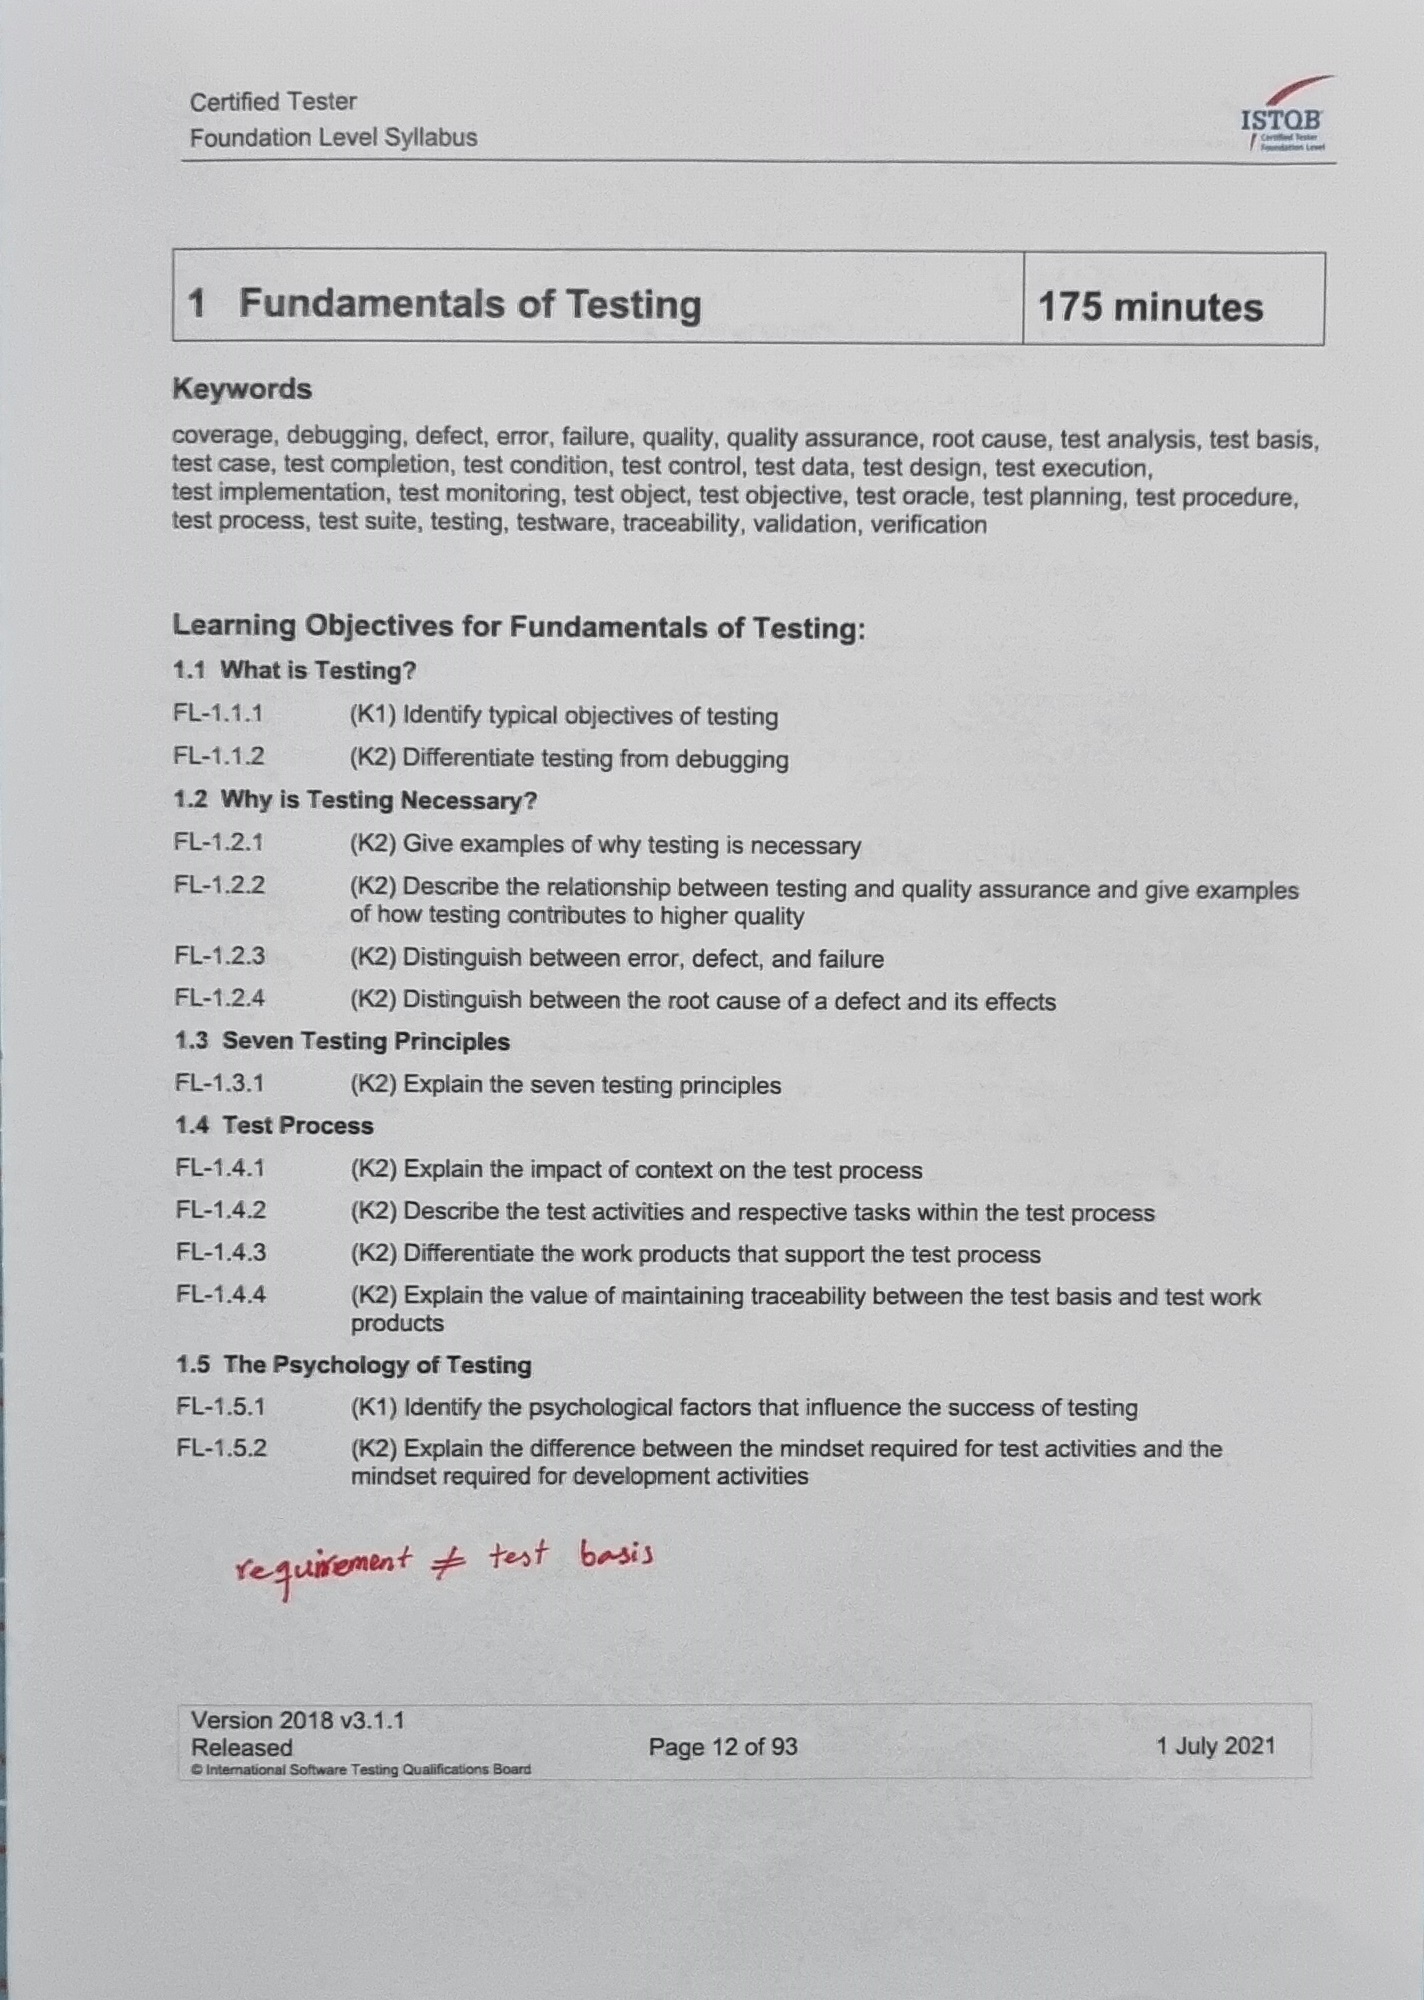 Certified Tester
Foundation Level Syllabus
ISTQB
Certified Tester
Foundation Level
1 Fundamentals of Testing
175 minutes
Keywords
coverage, debugging, defect, error, failure, quality, quality assurance, root cause, test analysis, test basis,
test case, test completion, test condition, test control, test data, test design, test execution,
test implementation, test monitoring, test object, test objective, test oracle, test planning, test procedure,
test process, test suite, testing, testware, traceability, validation, verification
Learning Objectives for Fundamentals of Testing:
1.1 What is Testing?
FL-1.1.1 (K1) Identify typical objectives of testing
FL-1.1.2 (K2) Differentiate testing from debugging
1.2 Why is Testing Necessary?
FL-1.2.1 (K2) Give examples of why testing is necessary
FL-1.2.2 (K2) Describe the relationship between testing and quality assurance and give examples
of how testing contributes to higher quality
FL-1.2.3 (K2) Distinguish between error, defect, and failure
FL-1.2.4 (K2) Distinguish between the root cause of a defect and its effects
1.3 Seven Testing Principles
FL-1.3.1 (K2) Explain the seven testing principles
1.4 Test Process
FL-1.4.1 (K2) Explain the impact of context on the test process
FL-1.4.2 (K2) Describe the test activities and respective tasks within the test process
FL-1.4.3 (K2) Differentiate the work products that support the test process
FL-1.4.4 (K2) Explain the value of maintaining traceability between the test basis and test work
products
1.5 The Psychology of Testing
FL-1.5.1 (K1) Identify the psychological factors that influence the success of testing
FL-1.5.2 (K2) Explain the difference between the mindset required for test activities and the
mindset required for development activities
requirement ≠ test basis
Version 2018 v3.1.1
Released
Page 12 of 93
1 July 2021
© International Software Testing Qualifications Board